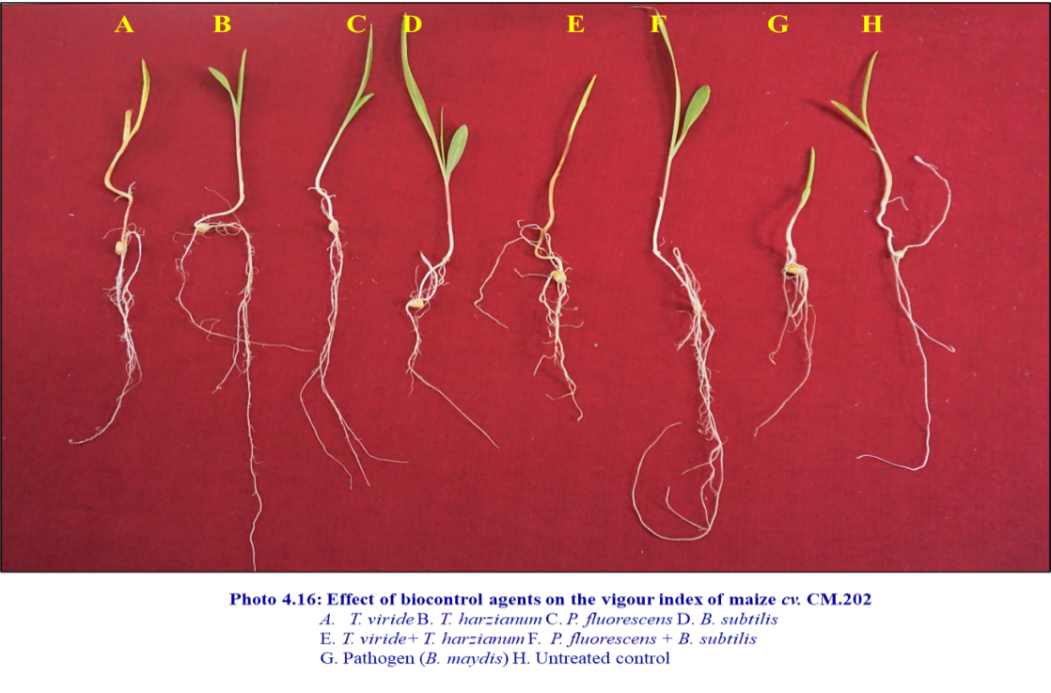 A B C D E F G H
Photo 4.16: Effect of biocontrol agents on the vigour index of maize cv. CM.202
A. T. viride B. T. harzianum C. P. fluorescens D. B. subtilis
E. T. viride+ T. harzianum F. P. fluorescens + B. subtilis
G. Pathogen (B. maydis) H. Untreated control